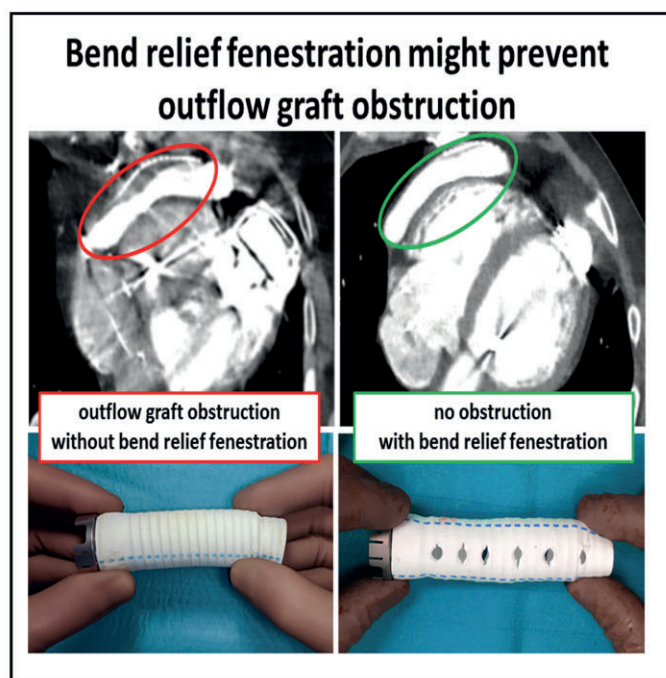 Bend relief fenestration might prevent
outflow graft obstruction
outflow graft obstruction
without bend relief fenestration
no obstruction
with bend relief fenestration